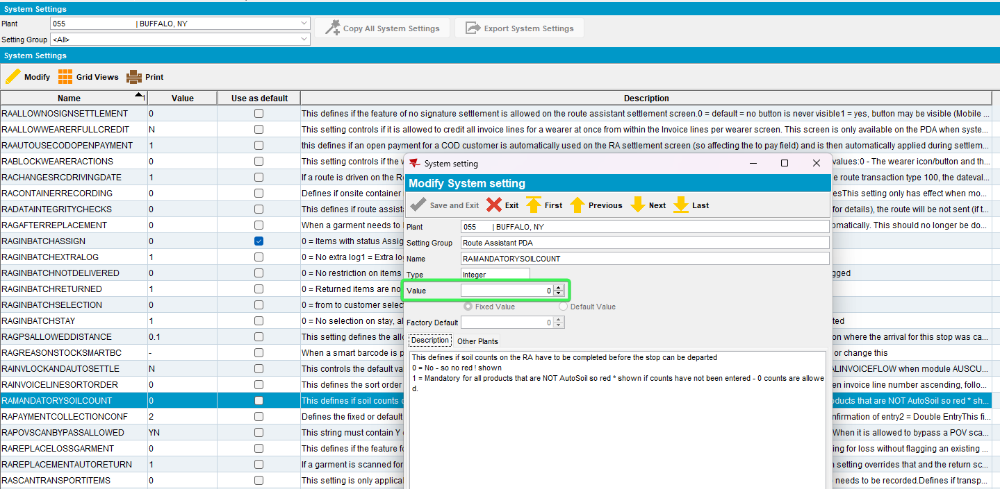 System Settings
Plant 055 | BUFFALO, NY Copy All System Settings Export System Settings
Setting Group <All>
System Settings
Modify Grid Views Print
Name 1 Value Use as default Description
RAALLOWNOSIGNSETTLEMENT 0 This defines if the feature of no signature settlement is allowed on the route assistant settlement screen.0 = default = no button is never visible1 = yes, button may be visible (Mobile ...
RAALLOWWEARERFULLCREDIT N This setting controls if it is allowed to credit all invoice lines for a wearer at once from within the Invoice lines per wearer screen. This screen is only available on the PDA when syste...
RAAUTOUSECODOPENPAYMENT 1 this defines if an open payment for a COD customer is automatically used on the RA settlement screen (so affecting the to pay field) and is then automatically applied during settlem...
RABLOCKWEARERACTIONS 0 This setting controls if the w values:0 - The wearer icon/button and th...
RACHANGESRCDRIVINGDATE 1 If a route is driven on the Ro e route transaction type 100, the dateval...
RACONTAINERRECORDING 0 Defines if onsite container esThis setting only has effect when mo...
RADATAINTEGRITYCHECKS 0 This defines if route assist for details), the route will be not sent (if t...
RAGAFTERREPLACEMENT 0 When a garment needs to omatically. This should no longer be do...
RAGINBATCHASSIGN 0 0 = Items with status Assig
RAGINBATCHEXTRALOG 1 0 = No extra log1 = Extra lo
RAGINBATCHNOTDELIVERED 0 0 = No restriction on items gged
RAGINBATCHRETURNED 1 0 = Returned items are no
RAGINBATCHSELECTION 0 0 = from to customer selec
RAGINBATCHSTAY 1 0 = No selection on stay, al ted
RAGPSALLOWEDDISTANCE 0.1 This setting defines the allo on where the arrival for this stop was ca...
RAGREASONSTOCKSMARTBC - When a smart barcode is p or change this
RAINVLOCKANDAUTOSETTLE N This controls the default va ALINVOICEFLOW when module AUSCU...
RAINVOICELINESORTORDER 0 This defines the sort order en invoice line number ascending, follo...
RAMANDATORYSOILCOUNT 0 This defines if soil counts oducts that are NOT AutoSoil so red * sh...
RAPAYMENTCOLLECTIONCONF 2 Defines the fixed or default nfirmation of entry2 = Double EntryThis fi...
RAPOVSCANBYPASSALLOWED YN This string must contain Y When it is allowed to bypass a POV sca...
RAREPLACELOSSGARMENT 0 This defines if the feature fo ing for loss without flagging an existing ...
RAREPLACEMENTAUTORETURN 1 If a garment is scanned for setting overrides that and the return sc...
RASCANTRANSPORTITEMS 0 This setting is only applical needs to be recorded.Defines if transp...
System setting
Modify System setting
Save and Exit Exit First Previous Next Last
Plant 055 | BUFFALO, NY
Setting Group Route Assistant PDA
Name RAMANDATORYSOILCOUNT
Type Integer
Value 0
Fixed Value Default Value
Factory Default 0
Description Other Plants
This defines if soil counts on the RA have to be completed before the stop can be departed
0 = No - so no red ! shown
1 = Mandatory for all products that are NOT AutoSoil so red * shown if counts have not been entered - 0 counts are allowe
d.